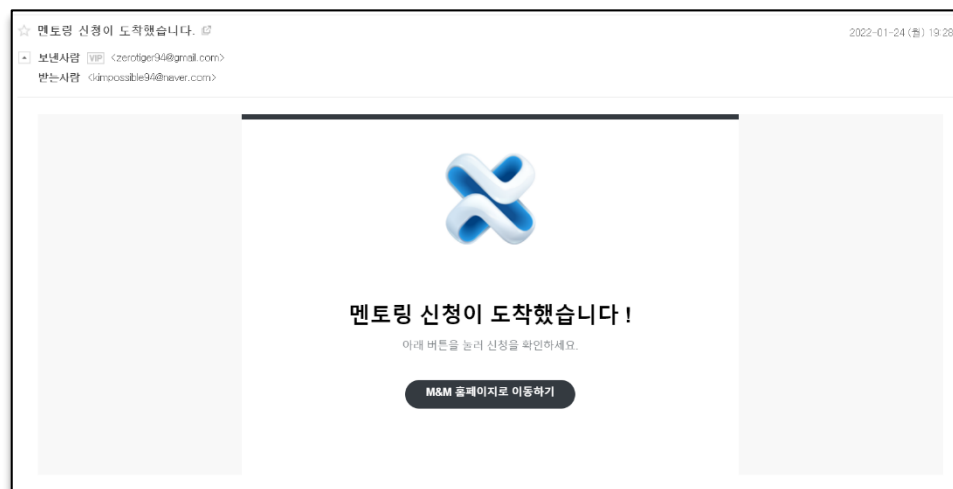 멘토링 신청이 도착했습니다.
2022-01-24 (월) 19:28
보낸사람 VIP <zerotiger94@gmail.com>
받는사람 <kimpossible94@naver.com>
멘토링 신청이 도착했습니다 !
아래 버튼을 눌러 신청을 확인하세요.
M&M 홈페이지로 이동하기